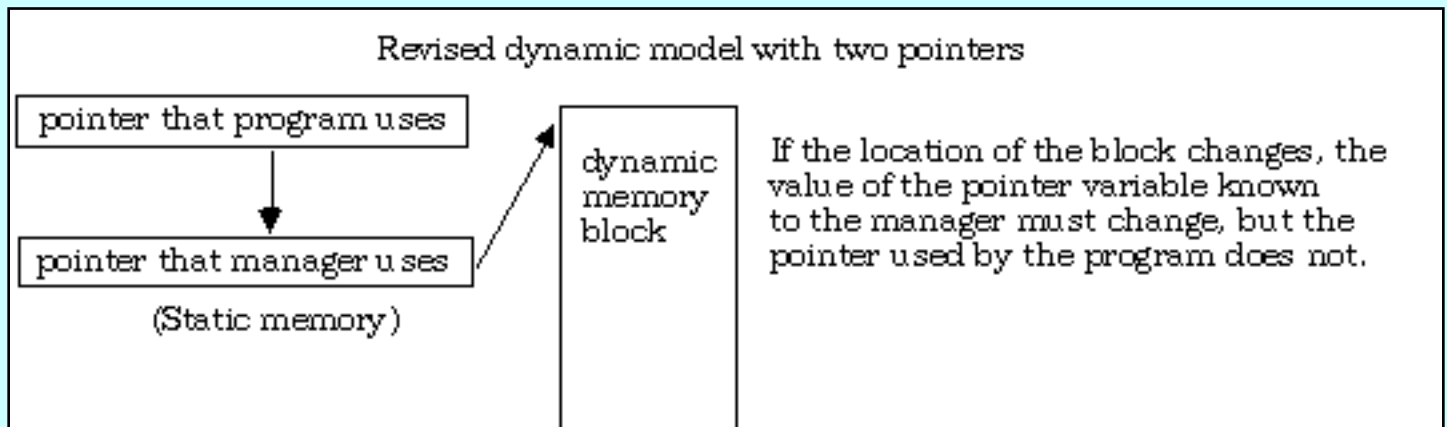 Revised dynamic model with two pointers
pointer that program uses
pointer that manager uses
(Static memory)
dynamic
memory
block
If the location of the block changes, the
value of the pointer variable known
to the manager must change, but the
pointer used by the program does not.